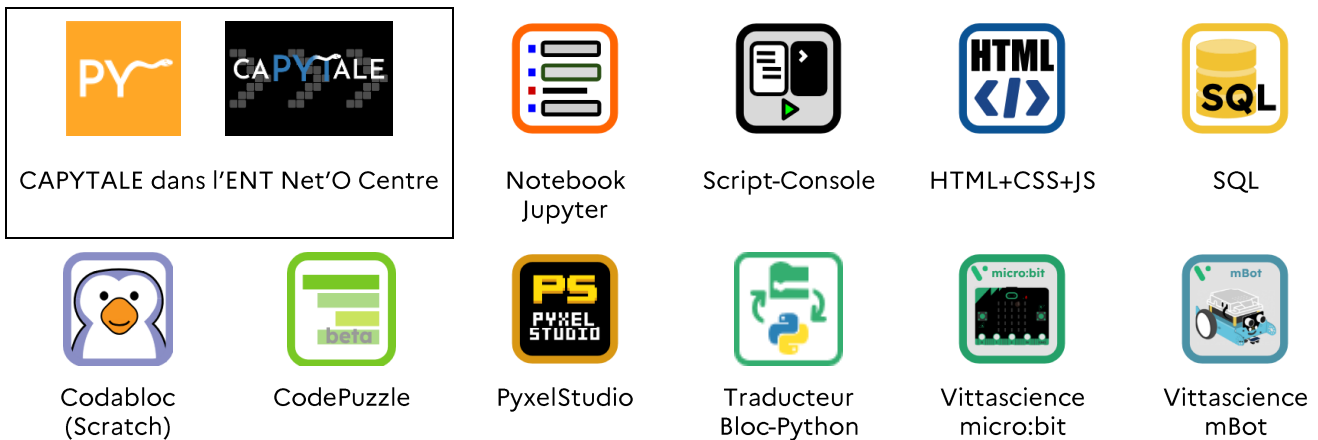 PY
CAPYTALE
HTML
</>
SQL
CAPYTALE dans l'ENT Net'O Centre
Notebook
Jupyter
Script-Console
HTML+CSS+JS
SQL
beta
PS
PYXEL
STUDIO
micro:bit
mBot
Codabloc
(Scratch)
CodePuzzle
PyxelStudio
Traducteur
Bloc-Python
Vittascience
micro:bit
Vittascience
mBot